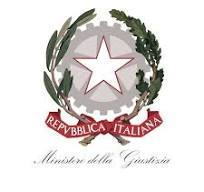 REPVBBLICA ITALIANA
Ministero della Giustizia